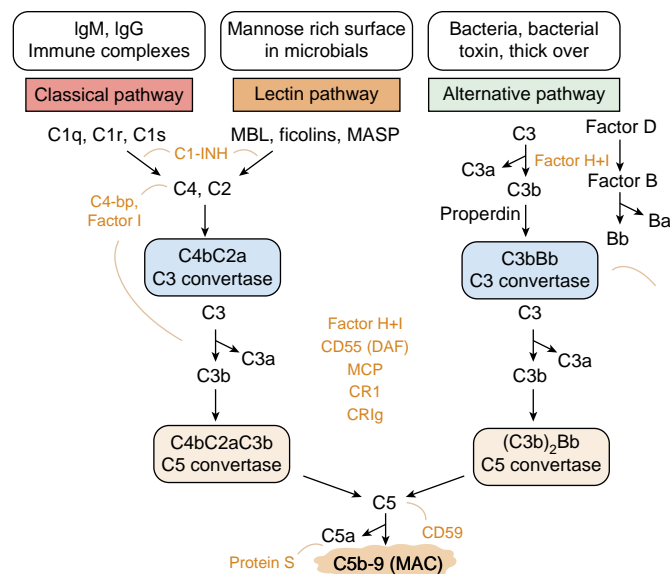 IgM, IgG
Immune complexes
Mannose rich surface
in microbials
Bacteria, bacterial
toxin, thick over
Classical pathway
Lectin pathway
Alternative pathway
C1q, C1r, C1s
MBL, ficolins, MASP
C3
Factor D
C1-INH
C3a
Factor H+I
C4-bp,
Factor I
C4, C2
C3b
Factor B
Properdin
Ba
Bb
C4bC2a
C3 convertase
C3bBb
C3 convertase
C3
C3
Factor H+I
CD55 (DAF)
MCP
CR1
CRIg
C3a
C3a
C3b
C3b
C4bC2aC3b
C5 convertase
(C3b)₂Bb
C5 convertase
C5
C5a
CD59
Protein S
C5b-9 (MAC)